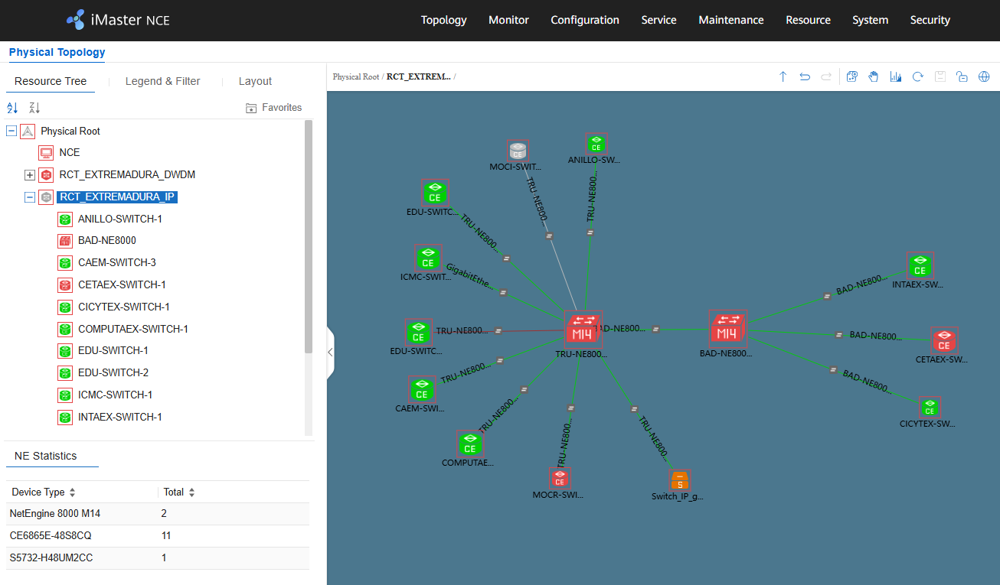 iMaster NCE
Topology Monitor Configuration Service Maintenance Resource System Security
Physical Topology
Resource Tree Legend & Filter Layout
Favorites
Physical Root
NCE
RCT_EXTREMADURA_DWDM
RCT_EXTREMADURA_IP
ANILLO-SWITCH-1
BAD-NE8000
CAEM-SWITCH-3
CETAEX-SWITCH-1
CICYTEX-SWITCH-1
COMPUTAEX-SWITCH-1
EDU-SWITCH-1
EDU-SWITCH-2
ICMC-SWITCH-1
INTAEX-SWITCH-1
NE Statistics
Device Type Total
NetEngine 8000 M14 2
CE6865E-48S8CQ 11
S5732-H48UM2CC 1
Physical Root / RCT_EXTREM... /
CE
MOCI-SWIT...
CE
ANILLO-SW...
TRU-NE800...
TRU-NE800...
CE
EDU-SWITC...
TRU-NE800...
CE
ICMC-SWIT...
GigabitEthe...
CE
EDU-SWITC...
TRU-NE800...
M14
TRU-NE800...
BAD-NE800...
M14
BAD-NE800...
BAD-NE800...
CE
INTAEX-SW...
BAD-NE800...
CE
CETAEX-SW...
BAD-NE800...
CE
CICYTEX-SW...
CE
CAEM-SWI...
TRU-NE800...
CE
COMPUTAE...
TRU-NE800...
TRU-NE800...
CE
MOCR-SWI...
TRU-NE800...
S
Switch_IP_g...